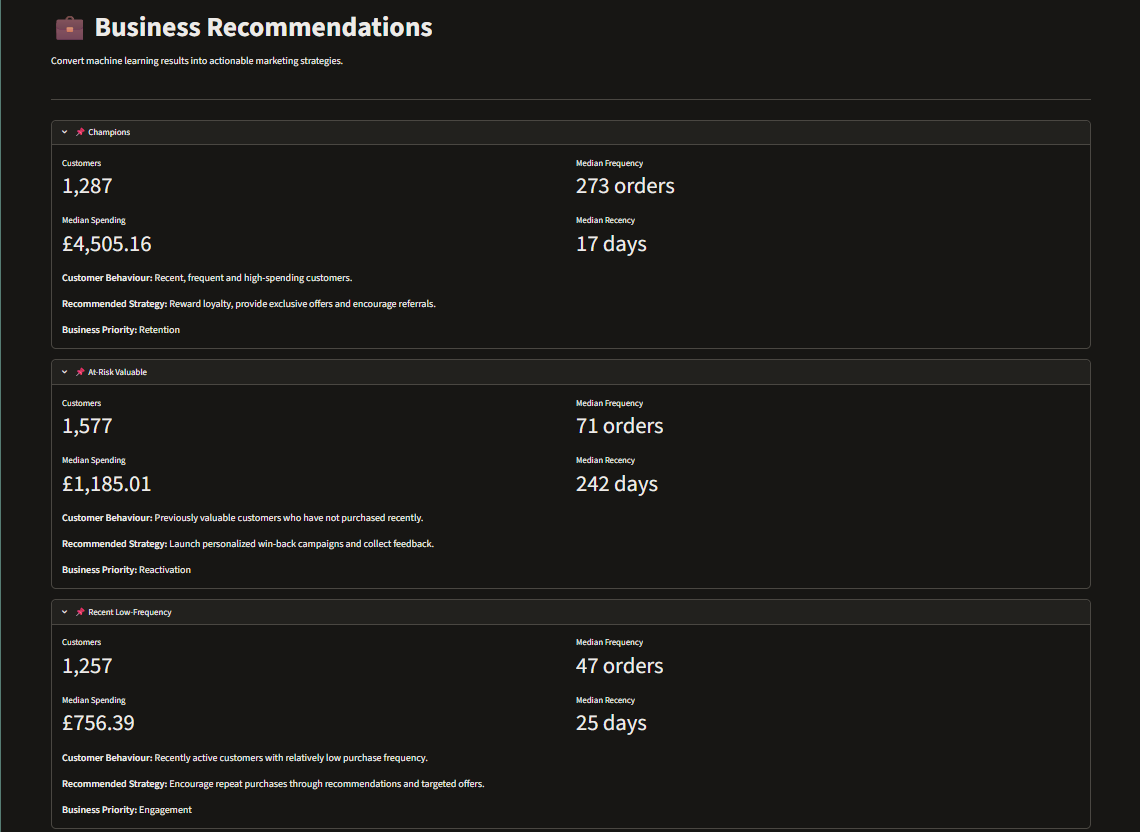 Business Recommendations
Convert machine learning results into actionable marketing strategies.
Champions
Customers
1,287
Median Frequency
273 orders
Median Spending
£4,505.16
Median Recency
17 days
Customer Behaviour: Recent, frequent and high-spending customers.
Recommended Strategy: Reward loyalty, provide exclusive offers and encourage referrals.
Business Priority: Retention
At-Risk Valuable
Customers
1,577
Median Frequency
71 orders
Median Spending
£1,185.01
Median Recency
242 days
Customer Behaviour: Previously valuable customers who have not purchased recently.
Recommended Strategy: Launch personalized win-back campaigns and collect feedback.
Business Priority: Reactivation
Recent Low-Frequency
Customers
1,257
Median Frequency
47 orders
Median Spending
£756.39
Median Recency
25 days
Customer Behaviour: Recently active customers with relatively low purchase frequency.
Recommended Strategy: Encourage repeat purchases through recommendations and targeted offers.
Business Priority: Engagement